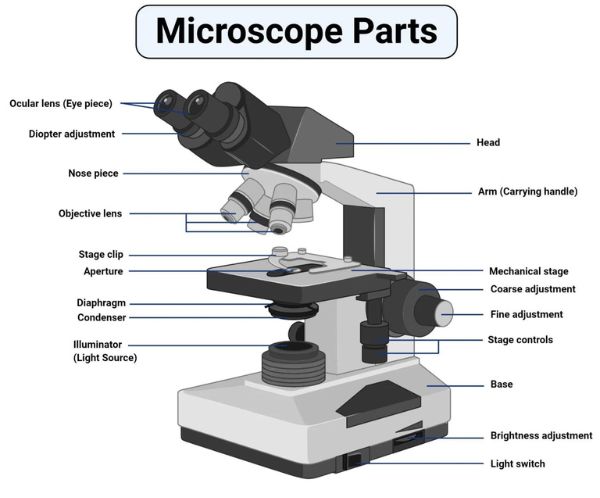 Microscope Parts
Ocular lens (Eye piece)
Diopter adjustment
Nose piece
Objective lens
Stage clip
Aperture
Diaphragm
Condenser
Illuminator
(Light Source)
Head
Arm (Carrying handle)
Mechanical stage
Coarse adjustment
Fine adjustment
Stage controls
Base
Brightness adjustment
Light switch